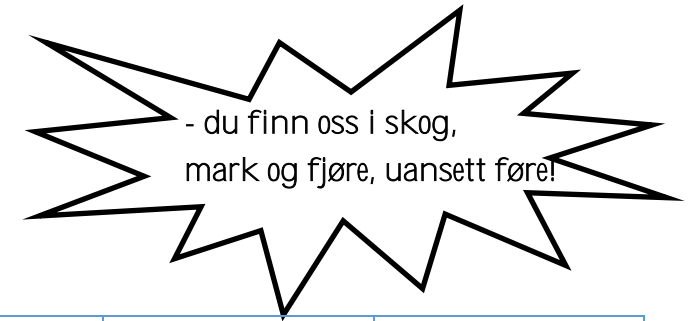 - du finn oss i skog,
mark og fjøre, uansett føre!